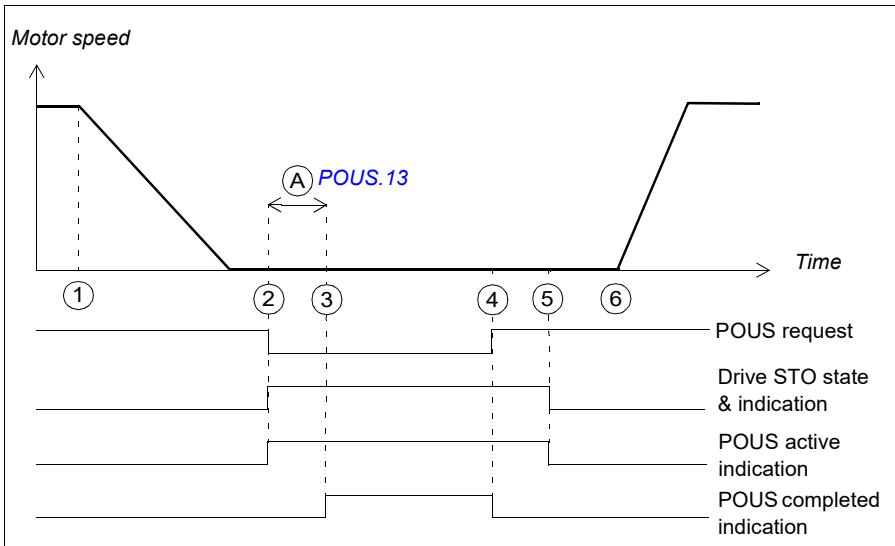 Motor speed
A POUS.13
Time
1 2 3 4 5 6
POUS request
Drive STO state
& indication
POUS active
indication
POUS completed
indication